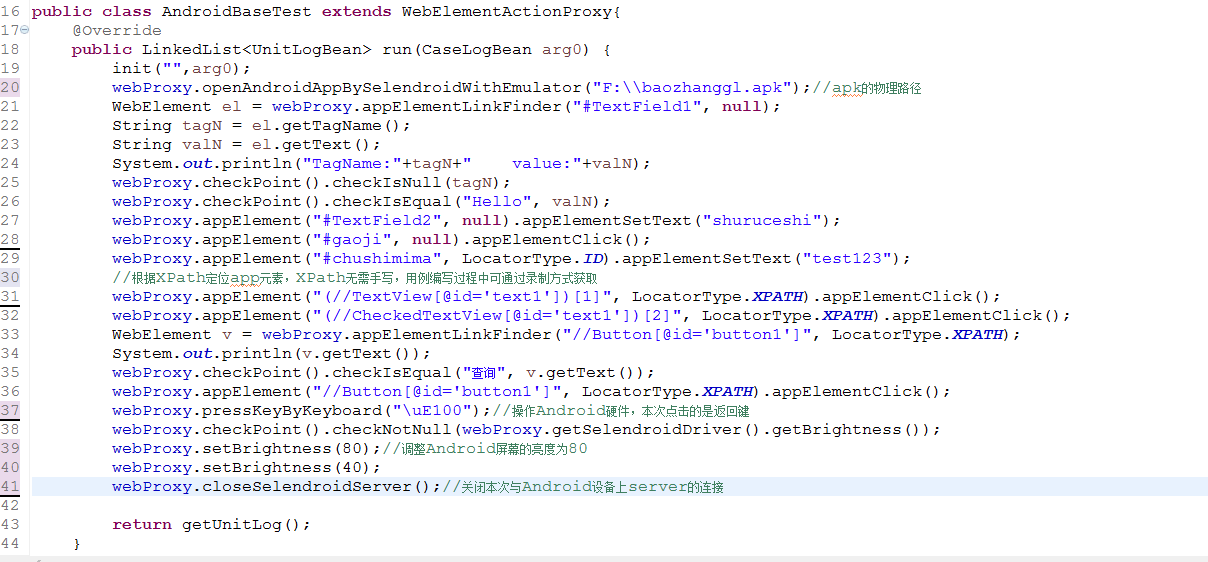 16 public class AndroidBaseTest extends WebElementActionProxy{
17 @Override
18 public LinkedList<UnitLogBean> run(CaseLogBean arg0) {
19 init("",arg0);
20 webProxy.openAndroidAppBySelendroidWithEmulator("F:\\baozhanggl.apk");//apk的物理路径
21 WebElement el = webProxy.appElementLinkFinder("#TextField1", null);
22 String tagN = el.getTagName();
23 String valN = el.getText();
24 System.out.println("TagName:"+tagN+"    value:"+valN);
25 webProxy.checkPoint().checkIsNull(tagN);
26 webProxy.checkPoint().checkIsEqual("Hello", valN);
27 webProxy.appElement("#TextField2", null).appElementSetText("shuruceshi");
28 webProxy.appElement("#gaoji", null).appElementClick();
29 webProxy.appElement("#chushimima", LocatorType.ID).appElementSetText("test123");
30 //根据XPath定位app元素，XPath无需手写，用例编写过程中可通过录制方式获取
31 webProxy.appElement("(//TextView[@id='text1'])[1]", LocatorType.XPATH).appElementClick();
32 webProxy.appElement("(//CheckedTextView[@id='text1'])[2]", LocatorType.XPATH).appElementClick();
33 WebElement v = webProxy.appElementLinkFinder("//Button[@id='button1']", LocatorType.XPATH);
34 System.out.println(v.getText());
35 webProxy.checkPoint().checkIsEqual("查询", v.getText());
36 webProxy.appElement("//Button[@id='button1']", LocatorType.XPATH).appElementClick();
37 webProxy.pressKeyByKeyboard("\uE100");//操作Android硬件，本次点击的是返回键
38 webProxy.checkPoint().checkNotNull(webProxy.getSelendroidDriver().getBrightness());
39 webProxy.setBrightness(80);//调整Android屏幕的亮度为80
40 webProxy.setBrightness(40);
41 webProxy.closeSelendroidServer();//关闭本次与Android设备上server的连接
42
43 return getUnitLog();
44 }